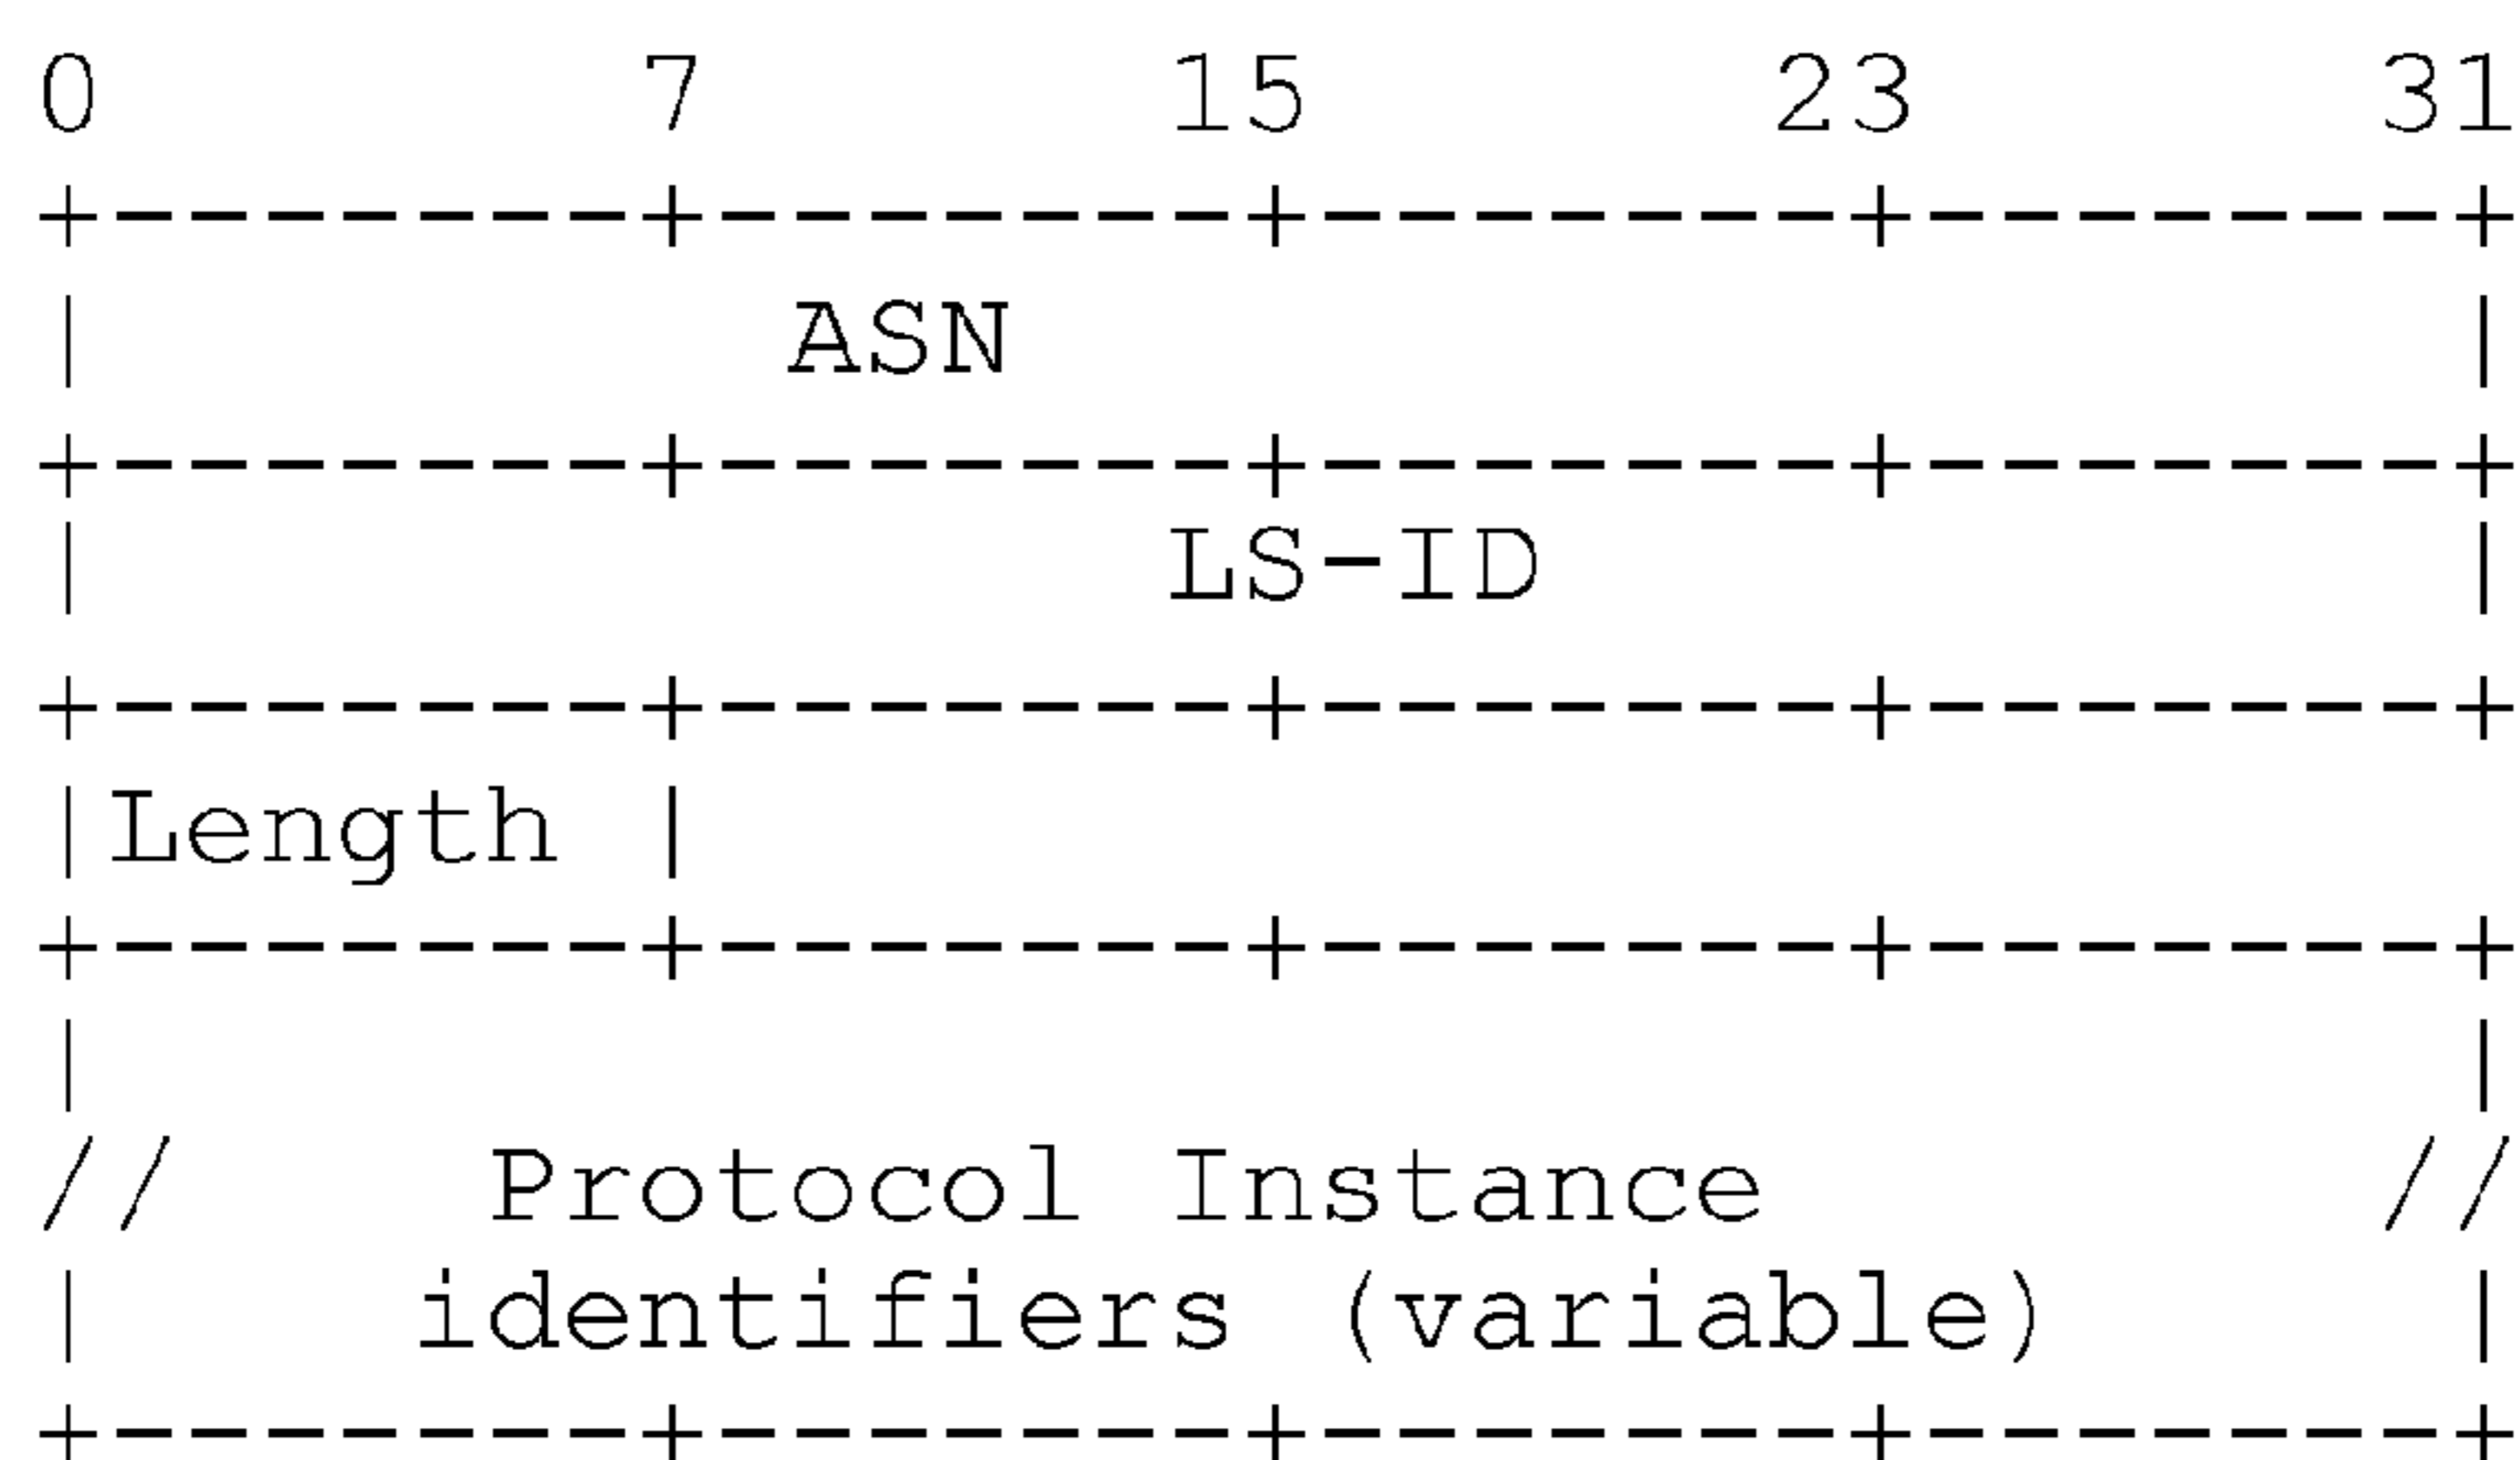 0       7      15      23      31
+-------+-------+-------+-------+
|         ASN                   |
+-------+-------+-------+-------+
|              LS-ID            |
+-------+-------+-------+-------+
|Length |
+-------+-------+-------+-------+
|                               |
//    Protocol Instance        //
|    identifiers (variable)     |
+-------+-------+-------+-------+